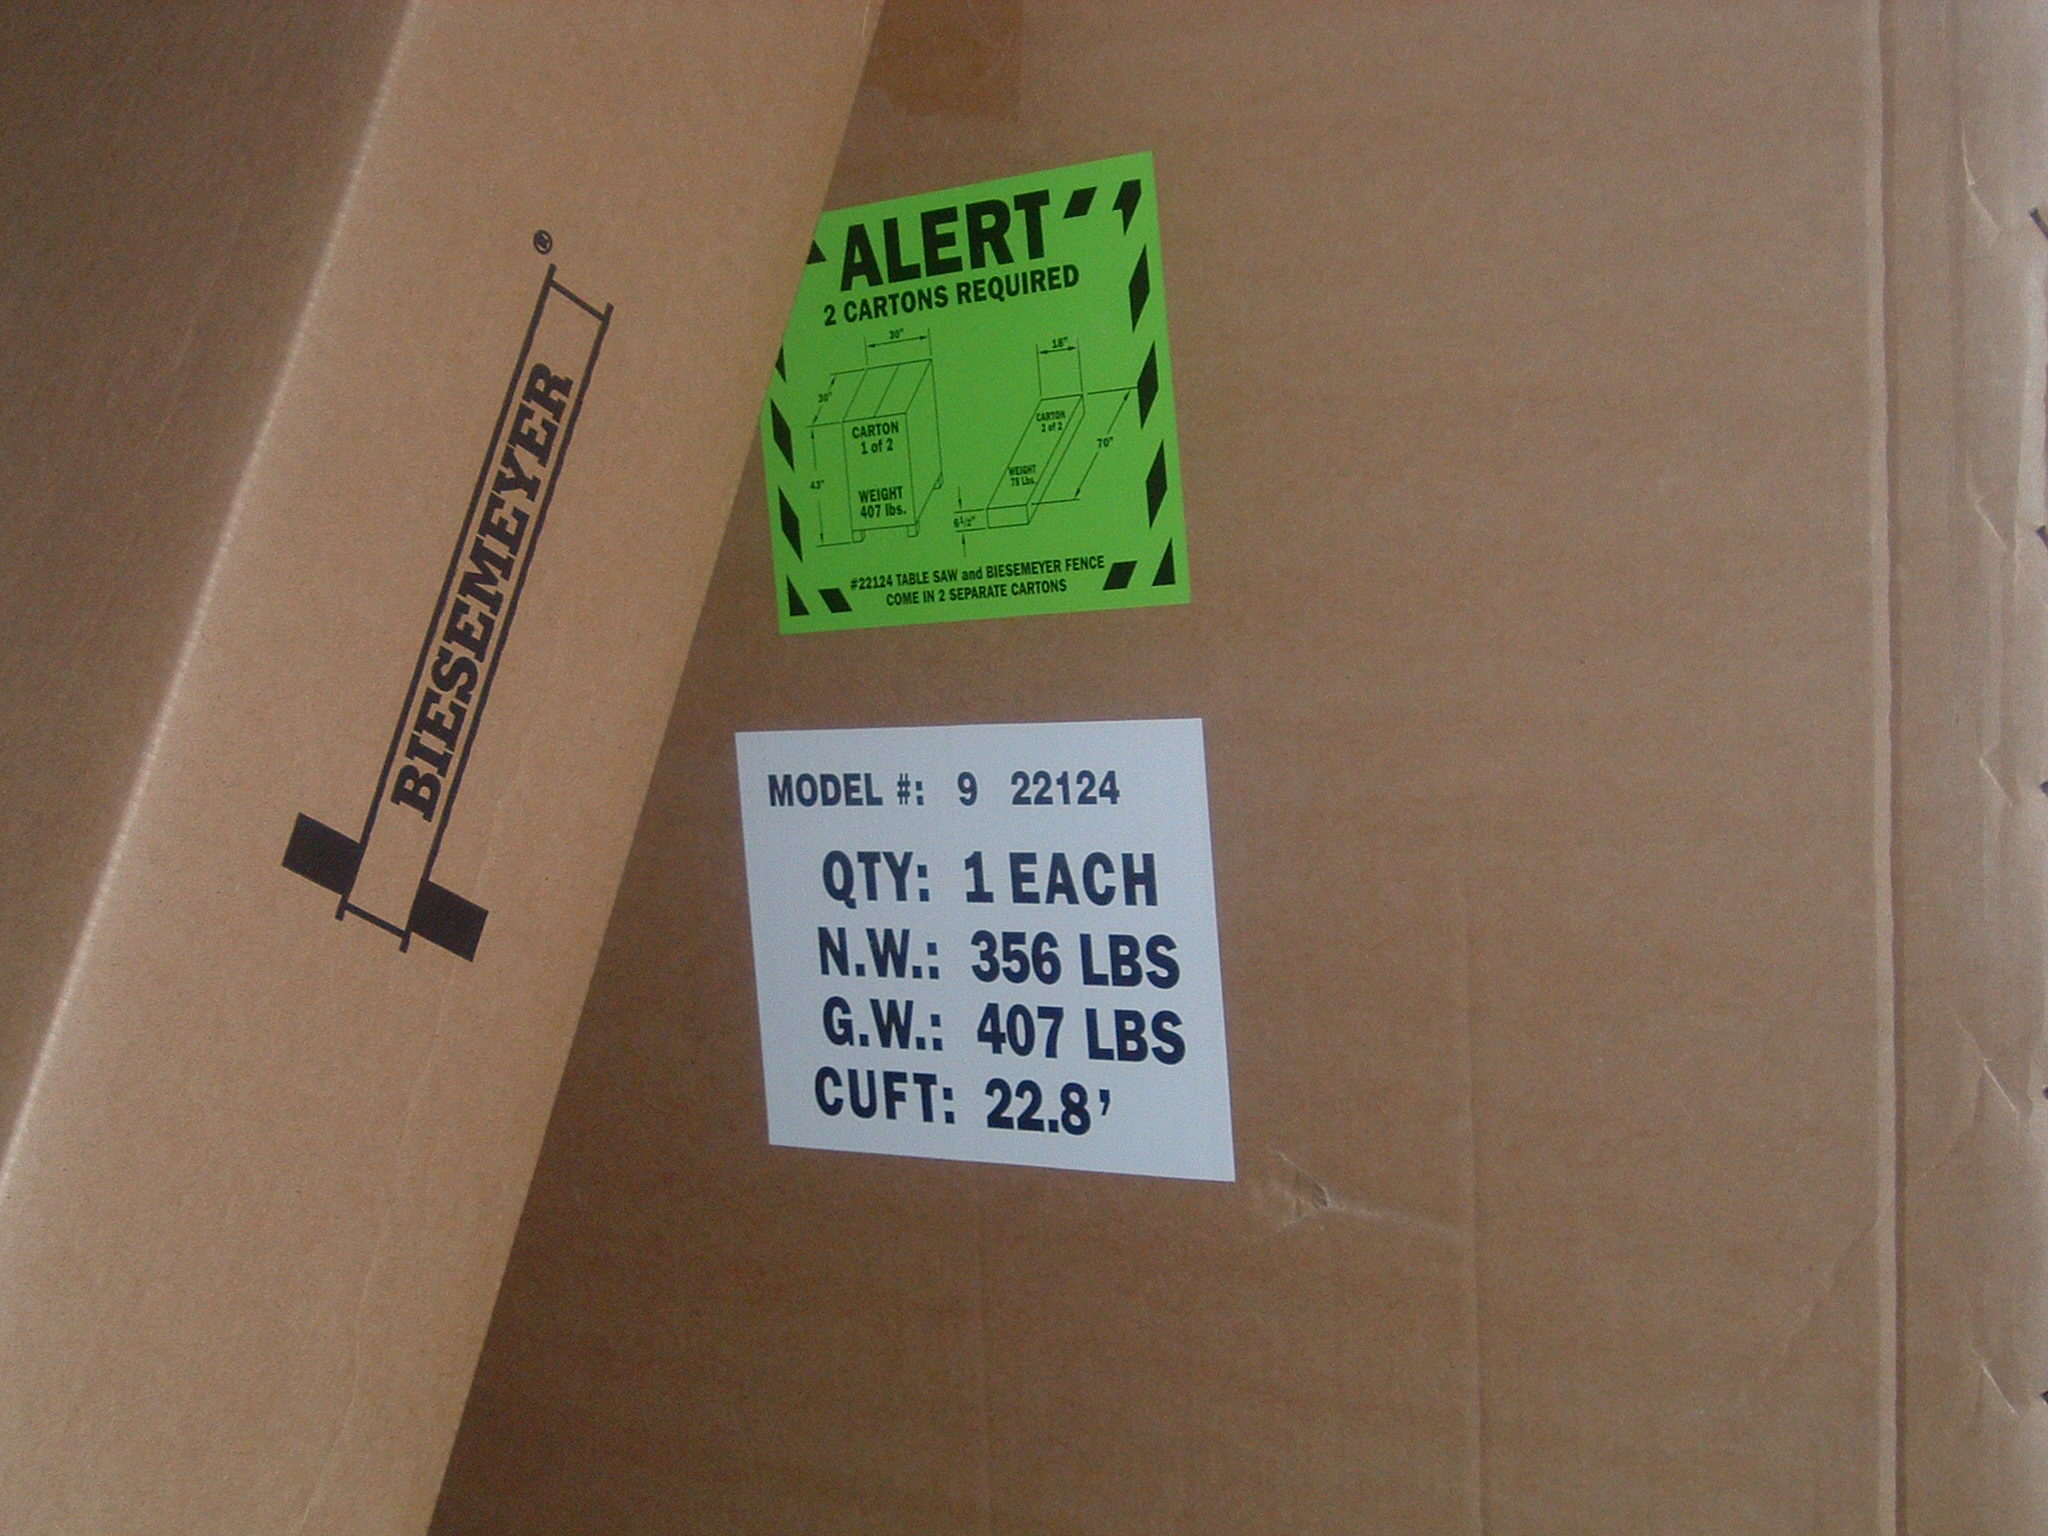 BIESEMEYER®
ALERT
2 CARTONS REQUIRED
30"
30"
43"
CARTON
1 of 2
WEIGHT
407 lbs.
18"
CARTON
2 of 2
70"
WEIGHT
78 Lbs.
6 1/2"
#22124 TABLE SAW and BIESEMEYER FENCE
COME IN 2 SEPARATE CARTONS
MODEL #: 9 22124
QTY: 1 EACH
N.W.: 356 LBS
G.W.: 407 LBS
CUFT: 22.8'